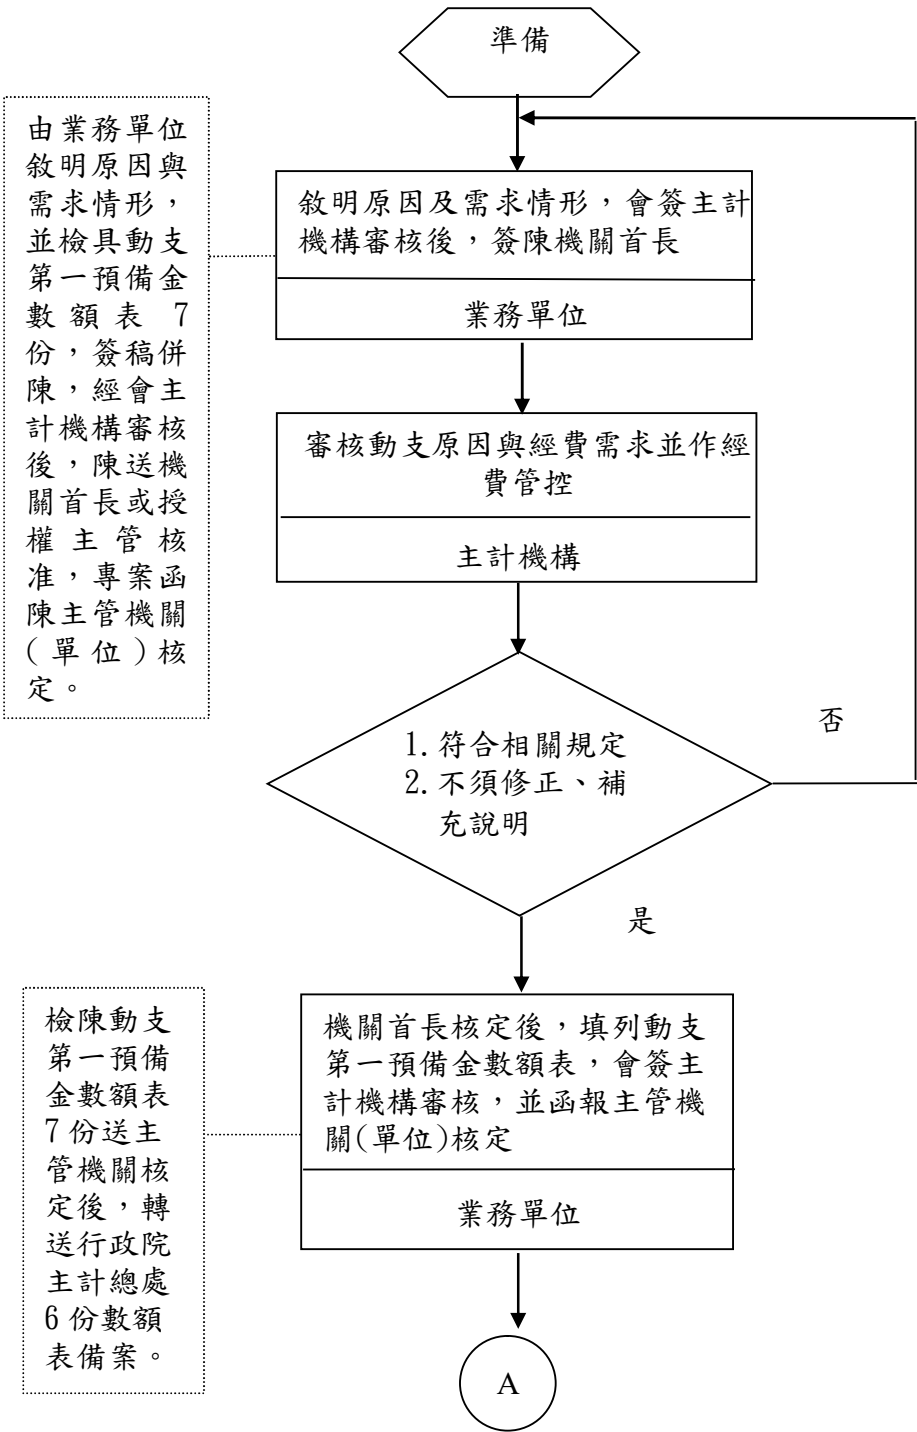 準備
由業務單位
敘明原因與
需求情形，
並檢具動支
第一預備金
數額表 7
份，簽稿併
陳，經會主
計機構審核
後，陳送機
關首長或授
權主管核
准，專案函
陳主管機關
(單位)核
定。
敘明原因及需求情形，會簽主計
機構審核後，簽陳機關首長
業務單位
審核動支原因與經費需求並作經
費管控
主計機構
1.符合相關規定
2.不須修正、補
充說明
否
是
檢陳動支
第一預備
金數額表
7份送主
管機關核
定後，轉
送行政院
主計總處
6份數額
表備案。
機關首長核定後，填列動支
第一預備金數額表，會簽主
計機構審核，並函報主管機
關(單位)核定
業務單位
A